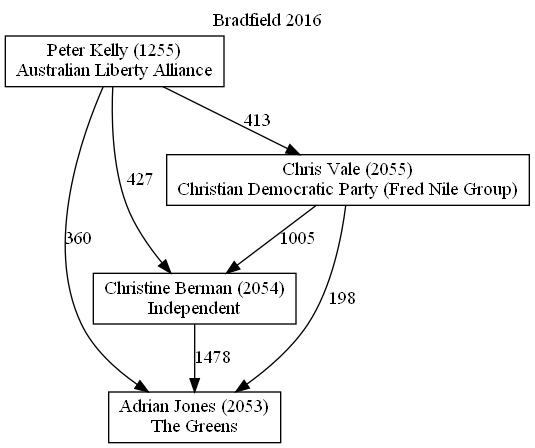 Bradfield 2016
Peter Kelly (1255)
Australian Liberty Alliance
413
Chris Vale (2055)
Christian Democratic Party (Fred Nile Group)
427
360
1005
Christine Berman (2054)
Independent
198
1478
Adrian Jones (2053)
The Greens